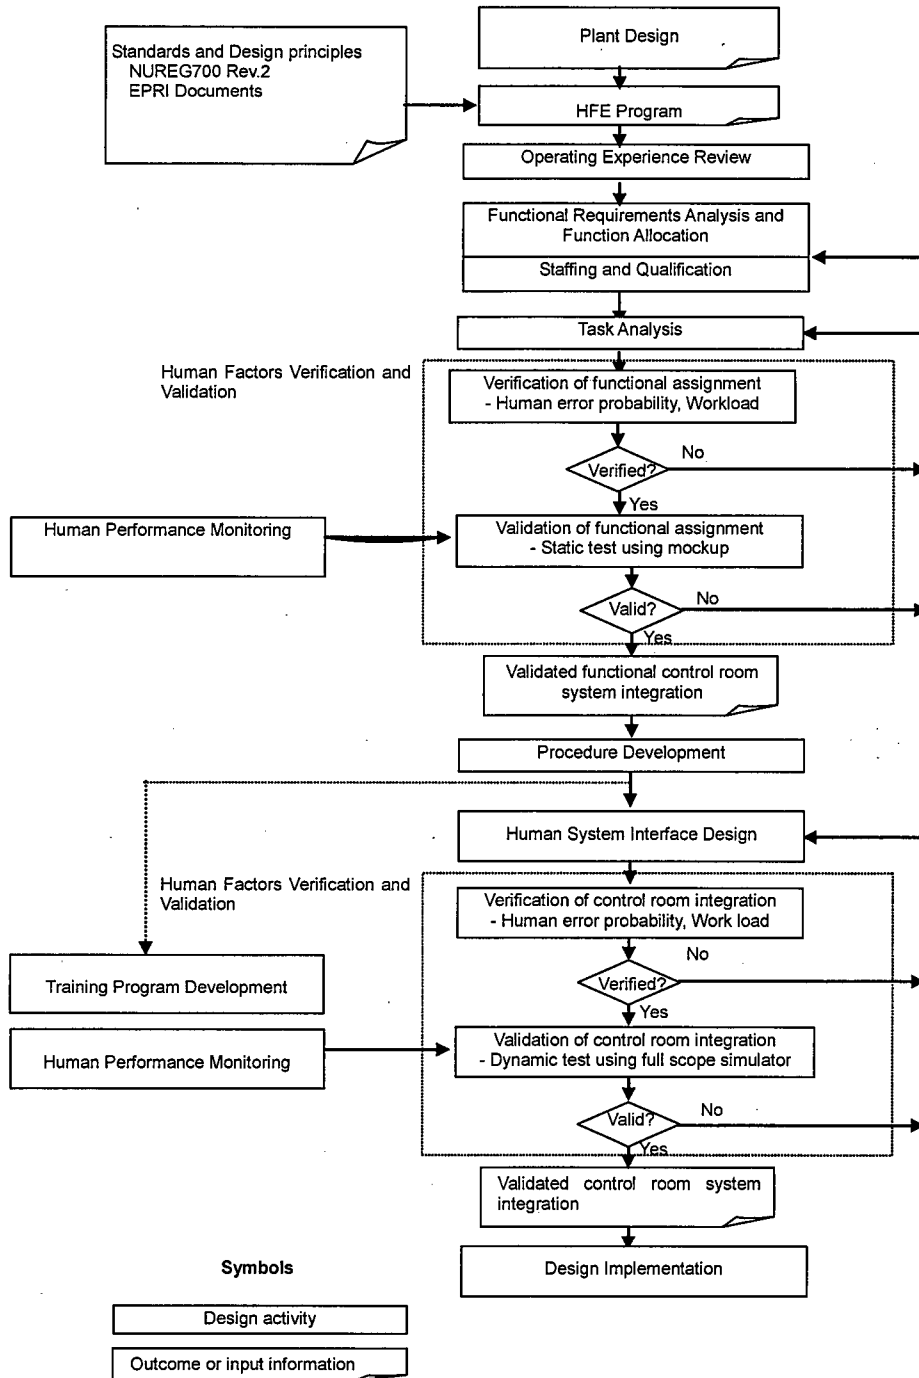 Plant Design
Standards and Design principles
NUREG700 Rev.2
EPRI Documents
HFE Program
Operating Experience Review
Functional Requirements Analysis and
Function Allocation
Staffing and Qualification
Task Analysis
Human Factors Verification and
Validation
Verification of functional assignment
- Human error probability, Workload
Verified?
No
Yes
Human Performance Monitoring
Validation of functional assignment
- Static test using mockup
Valid?
No
Yes
Validated functional control room
system integration
Procedure Development
Human System Interface Design
Human Factors Verification and
Validation
Verification of control room integration
- Human error probability, Work load
No
Verified?
Yes
Training Program Development
Human Performance Monitoring
Validation of control room integration
- Dynamic test using full scope simulator
Valid?
No
Yes
Validated control room system
integration
Design Implementation
Symbols
Design activity
Outcome or input information